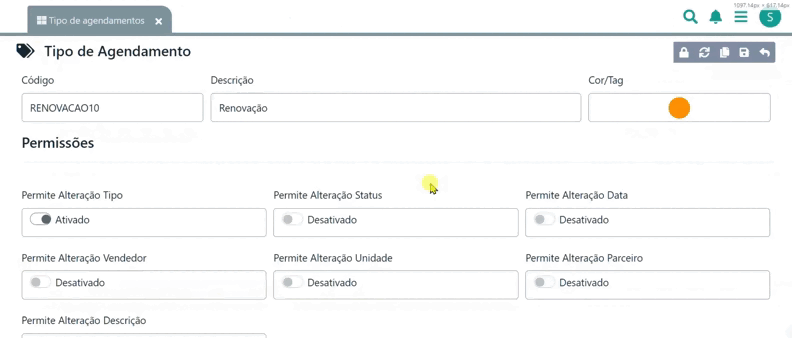 1097.14px × 617.14px
Tipo de agendamentos ×
S
Tipo de Agendamento
Código Descrição Cor/Tag
RENOVACAO10 Renovação
Permissões
Permite Alteração Tipo Permite Alteração Status Permite Alteração Data
Ativado Desativado Desativado
Permite Alteração Vendedor Permite Alteração Unidade Permite Alteração Parceiro
Desativado Desativado Desativado
Permite Alteração Descrição